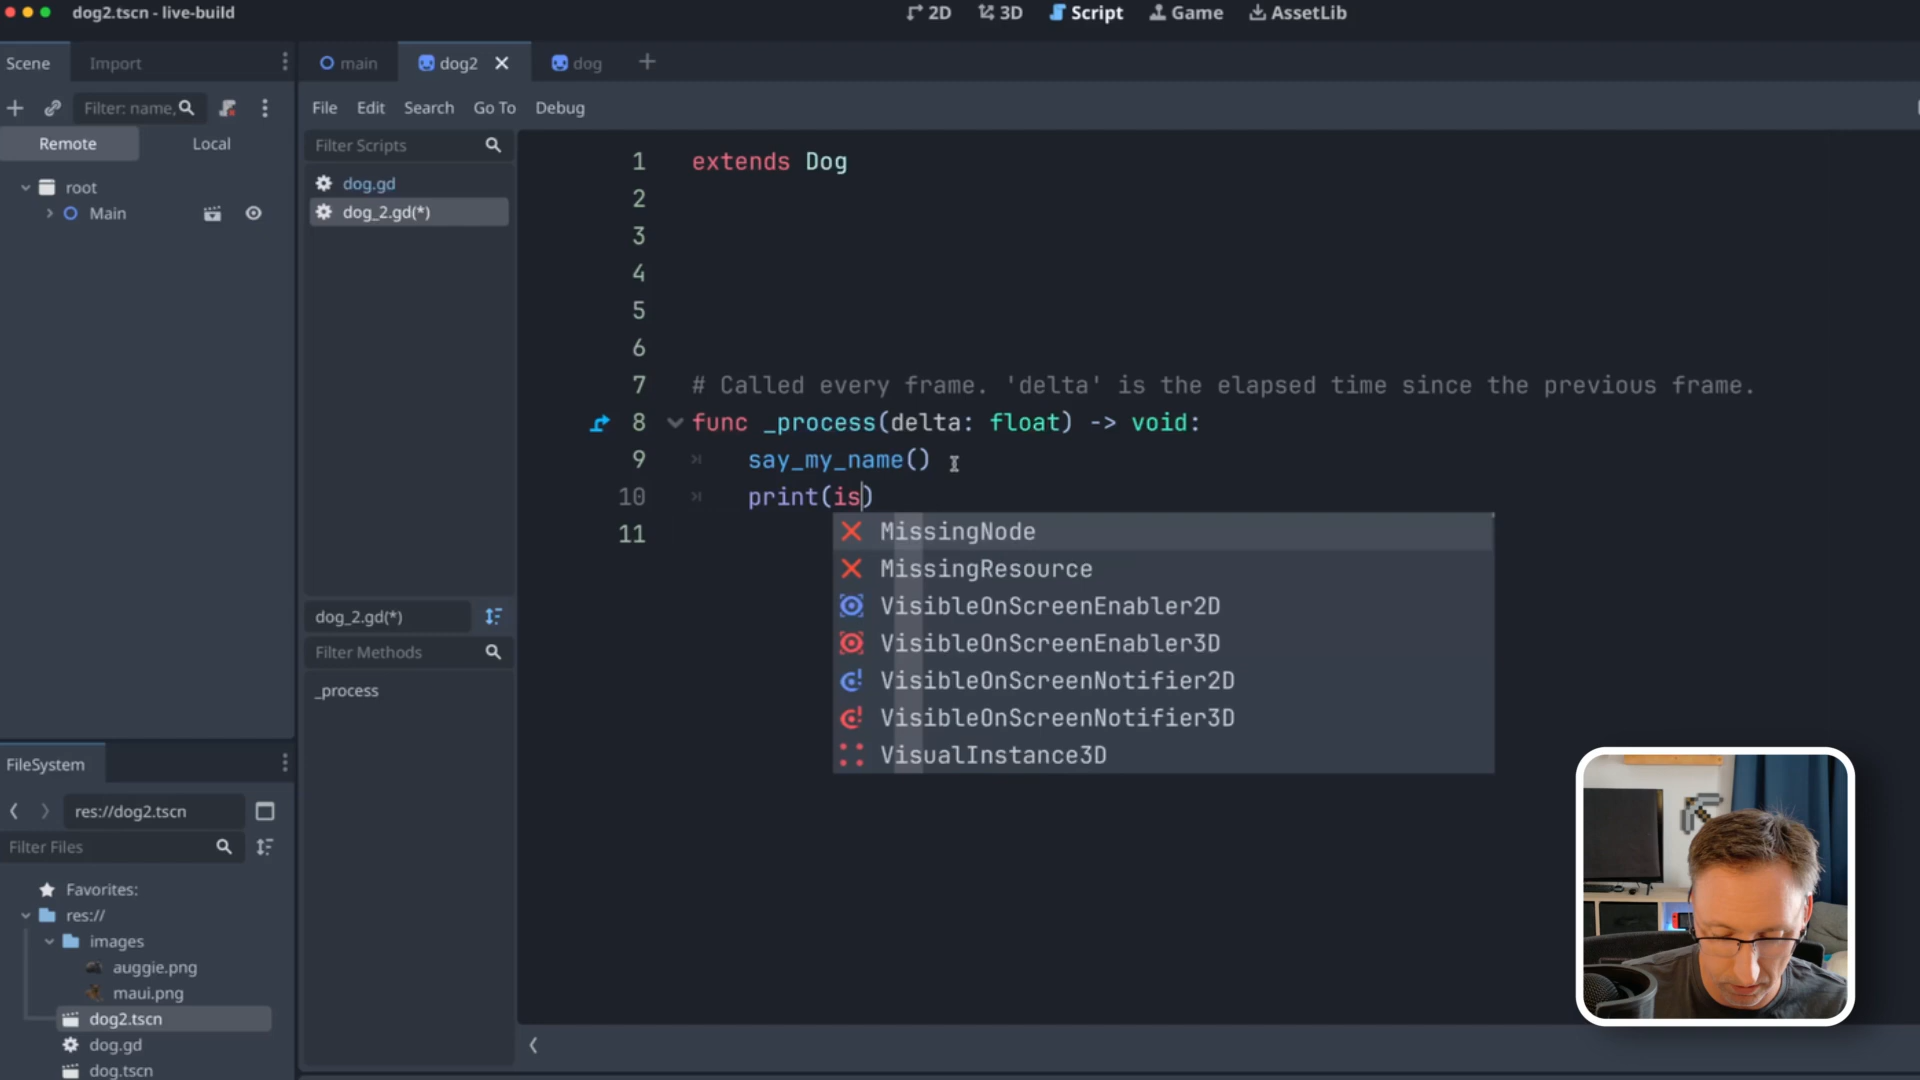 dog2.tscn - live-build
2D 3D Script Game AssetLib
Scene Import
main dog2 dog
Filter: name,
File Edit Search Go To Debug
Remote Local
Filter Scripts
root
Main
dog.gd
dog_2.gd(*)
1 extends Dog
2
3
4
5
6
7 # Called every frame. 'delta' is the elapsed time since the previous frame.
8 func _process(delta: float) -> void:
9 say_my_name()
10 print(is)
11
MissingNode
MissingResource
VisibleOnScreenEnabler2D
VisibleOnScreenEnabler3D
VisibleOnScreenNotifier2D
VisibleOnScreenNotifier3D
VisualInstance3D
dog_2.gd(*)
Filter Methods
_process
FileSystem
res://dog2.tscn
Filter Files
Favorites:
res://
images
auggie.png
maui.png
dog2.tscn
dog.gd
dog.tscn